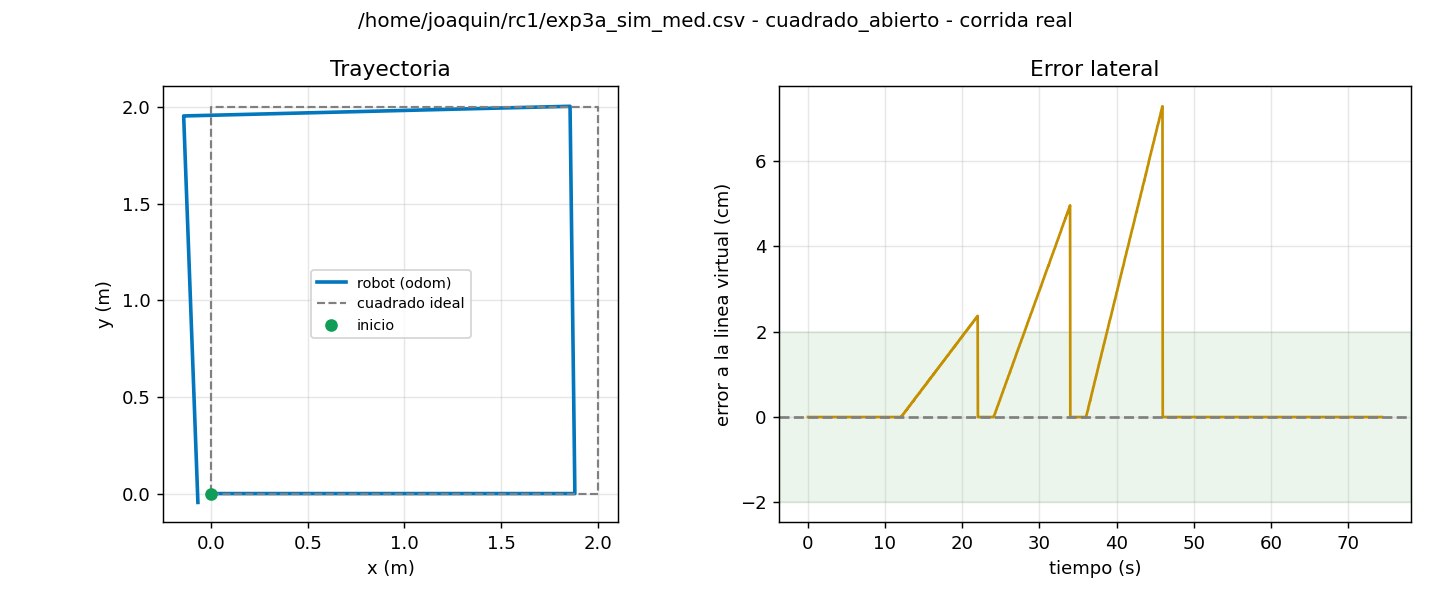 /home/joaquin/rc1/exp3a_sim_med.csv - cuadrado_abierto - corrida real
Trayectoria
y (m)
2.0
1.5
1.0
0.5
0.0
robot (odom)
cuadrado ideal
inicio
0.0 0.5 1.0 1.5 2.0
x (m)
Error lateral
error a la linea virtual (cm)
6
4
2
0
−2
0 10 20 30 40 50 60 70
tiempo (s)